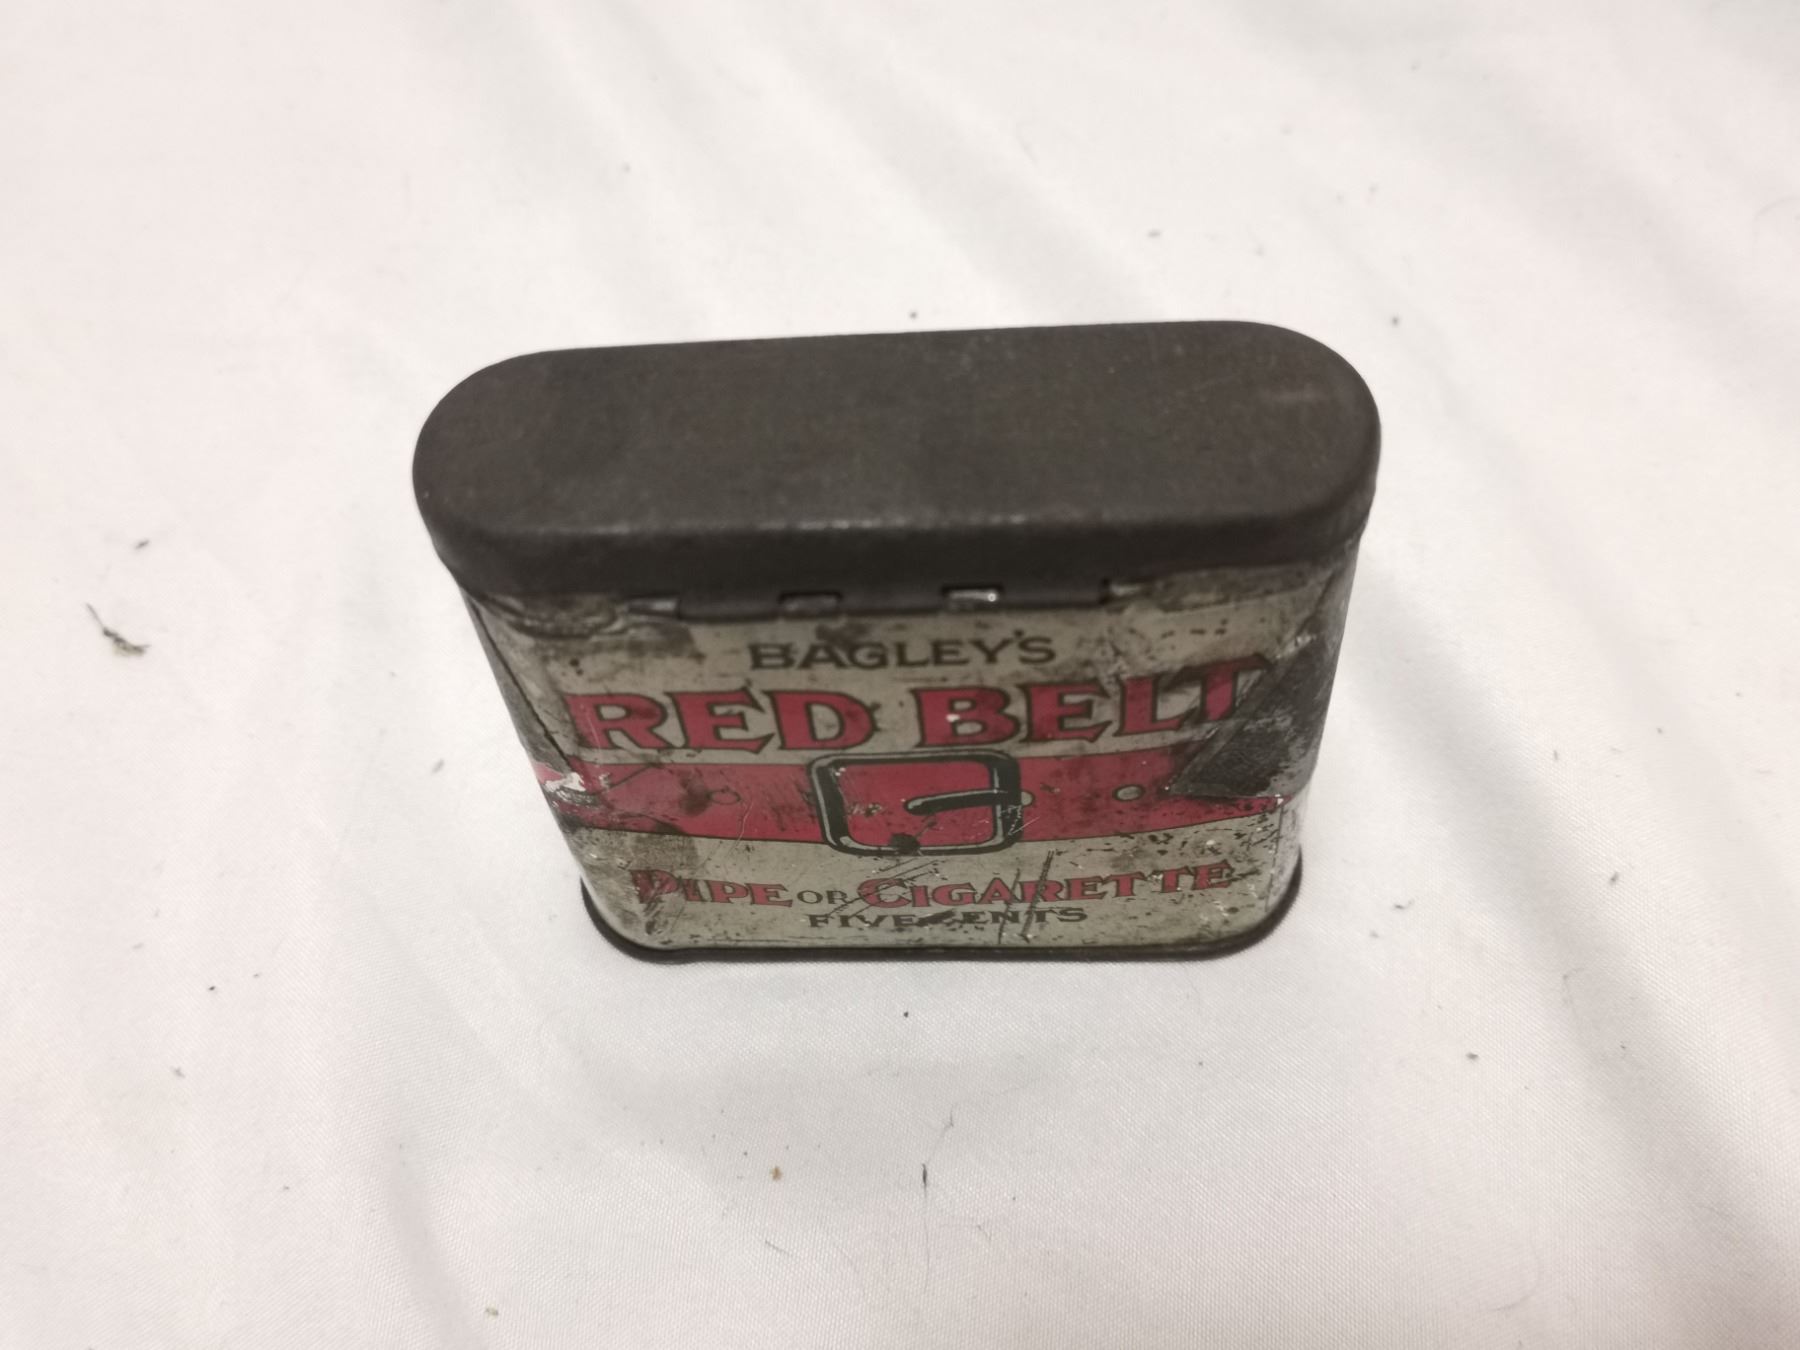 BAGLEY'S
RED BELT
PIPE OR CIGARETTE
FIVE CENTS